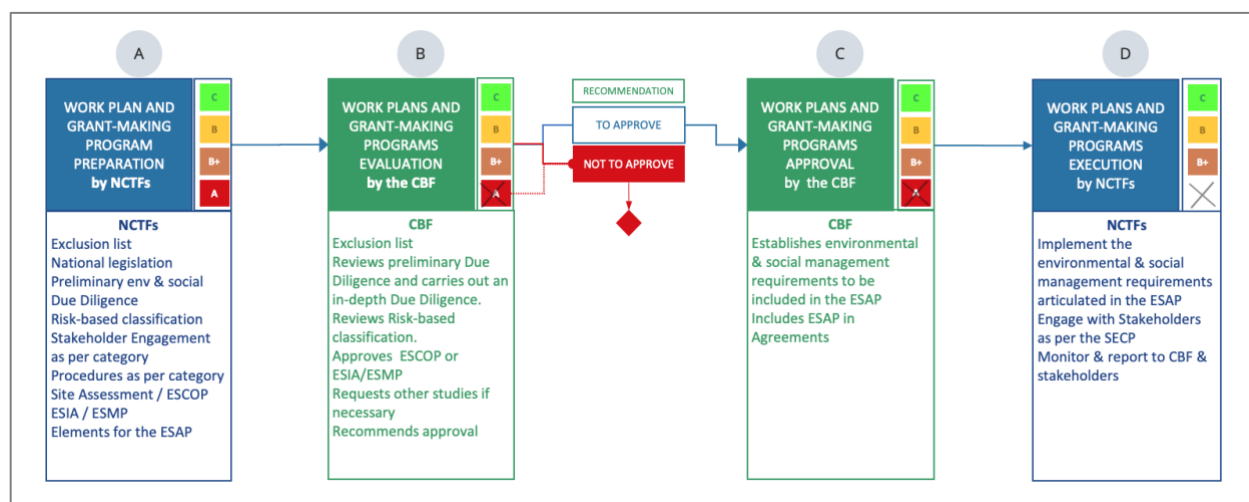 A
WORK PLAN AND
GRANT-MAKING
PROGRAM
PREPARATION
by NCTFs
C
B
B+
A
NCTFs
Exclusion list
National legislation
Preliminary env & social
Due Diligence
Risk-based classification
Stakeholder Engagement
as per category
Procedures as per category
Site Assessment / ESCOP
ESIA / ESMP
Elements for the ESAP
B
WORK PLANS AND
GRANT-MAKING
PROGRAMS
EVALUATION
by the CBF
C
B
B+
A
CBF
Exclusion list
Reviews preliminary Due
Diligence and carries out an
in-depth Due Diligence.
Reviews Risk-based
classification.
Approves ESCOP or
ESIA/ESMP
Requests other studies if
necessary
Recommends approval
RECOMMENDATION
TO APPROVE
NOT TO APPROVE
C
WORK PLANS AND
GRANT-MAKING
PROGRAMS
APPROVAL
by the CBF
C
B
B+
A
CBF
Establishes environmental
& social management
requirements to be
included in the ESAP
Includes ESAP in
Agreements
D
WORK PLANS AND
GRANT-MAKING
PROGRAMS
EXECUTION
by NCTFs
C
B
B+
NCTFs
Implement the
environmental & social
management requirements
articulated in the ESAP
Engage with Stakeholders
as per the SECP
Monitor & report to CBF &
stakeholders